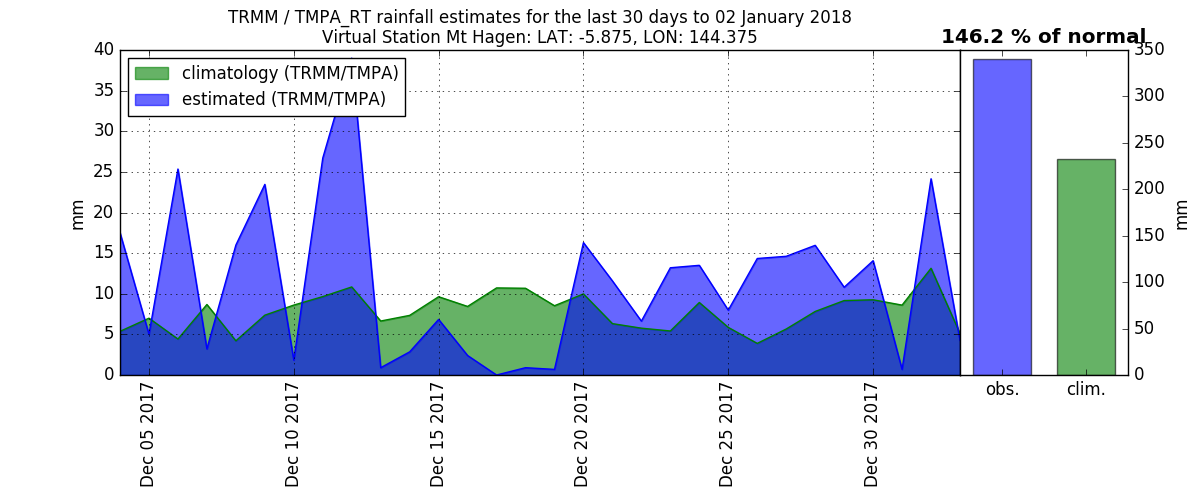 TRMM / TMPA_RT rainfall estimates for the last 30 days to 02 January 2018
Virtual Station Mt Hagen: LAT: -5.875, LON: 144.375
146.2 % of normal
climatology (TRMM/TMPA)
estimated (TRMM/TMPA)
mm
40
35
30
25
20
15
10
5
0
Dec 05 2017
Dec 10 2017
Dec 15 2017
Dec 20 2017
Dec 25 2017
Dec 30 2017
350
300
250
200
150
100
50
0
mm
obs.
clim.